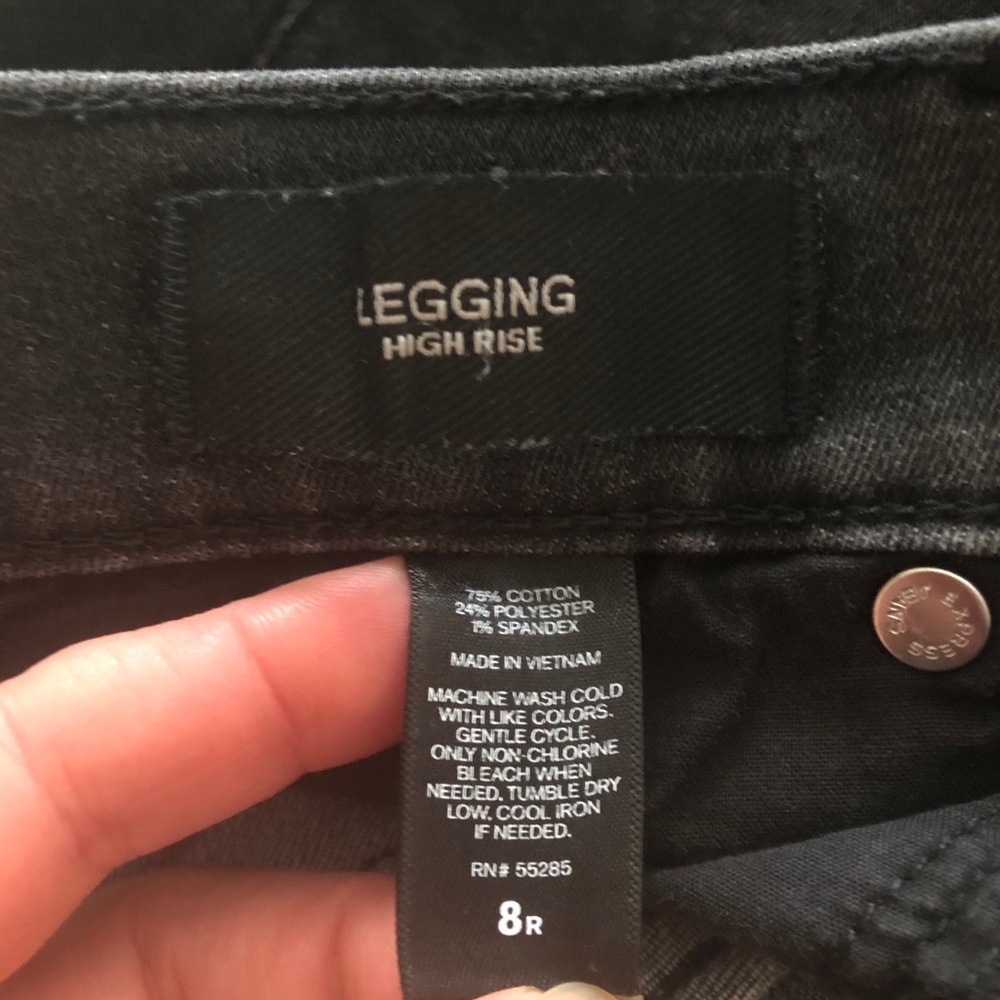 LEGGING
HIGH RISE
75% COTTON
24% POLYESTER
1% SPANDEX
MADE IN VIETNAM
MACHINE WASH COLD
WITH LIKE COLORS.
GENTLE CYCLE.
ONLY NON-CHLORINE
BLEACH WHEN
NEEDED. TUMBLE DRY
LOW. COOL IRON
IF NEEDED.
RN# 55285
8R
EXPRESS
JEANS